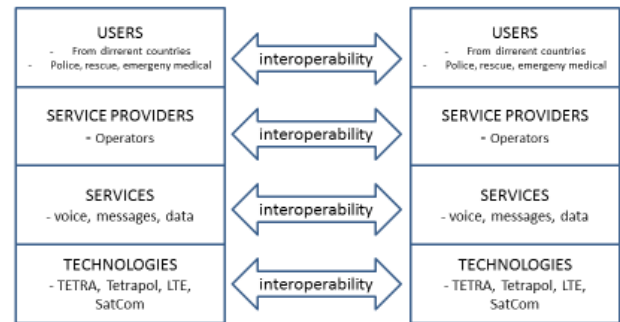 USERS
- From dirrerent countries
- Police, rescue, emergeny medical
SERVICE PROVIDERS
- Operators
SERVICES
- voice, messages, data
TECHNOLOGIES
- TETRA, Tetrapol, LTE,
SatCom
interoperability
interoperability
interoperability
interoperability
USERS
- From dirrerent countries
- Police, rescue, emergeny medical
SERVICE PROVIDERS
- Operators
SERVICES
- voice, messages, data
TECHNOLOGIES
- TETRA, Tetrapol, LTE,
SatCom